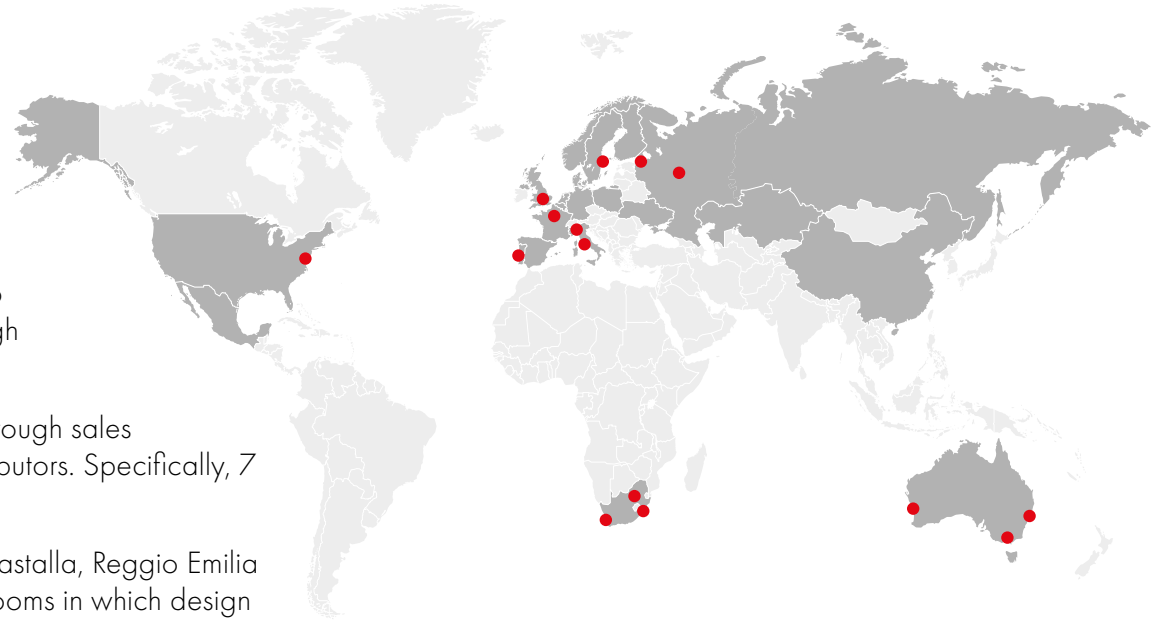 gh
ough sales
butors. Specifically, 7
astalla, Reggio Emilia
ooms in which design